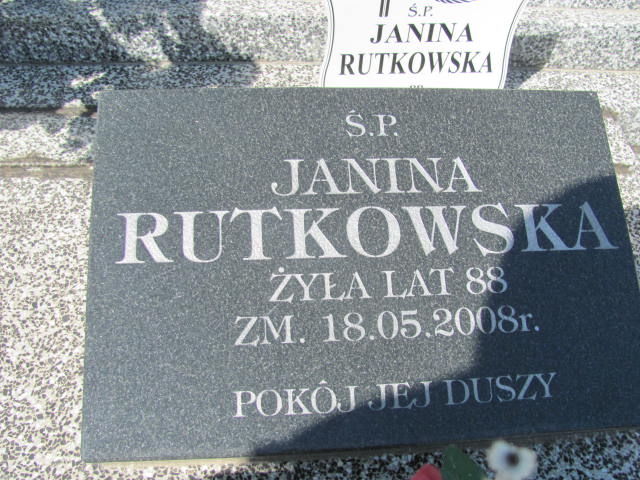 Ś.P.
JANINA
RUTKOWSKA
Ś.P.
JANINA
RUTKOWSKA
ŻYŁA LAT 88
ZM. 18.05.2008r.
POKÓJ JEJ DUSZY